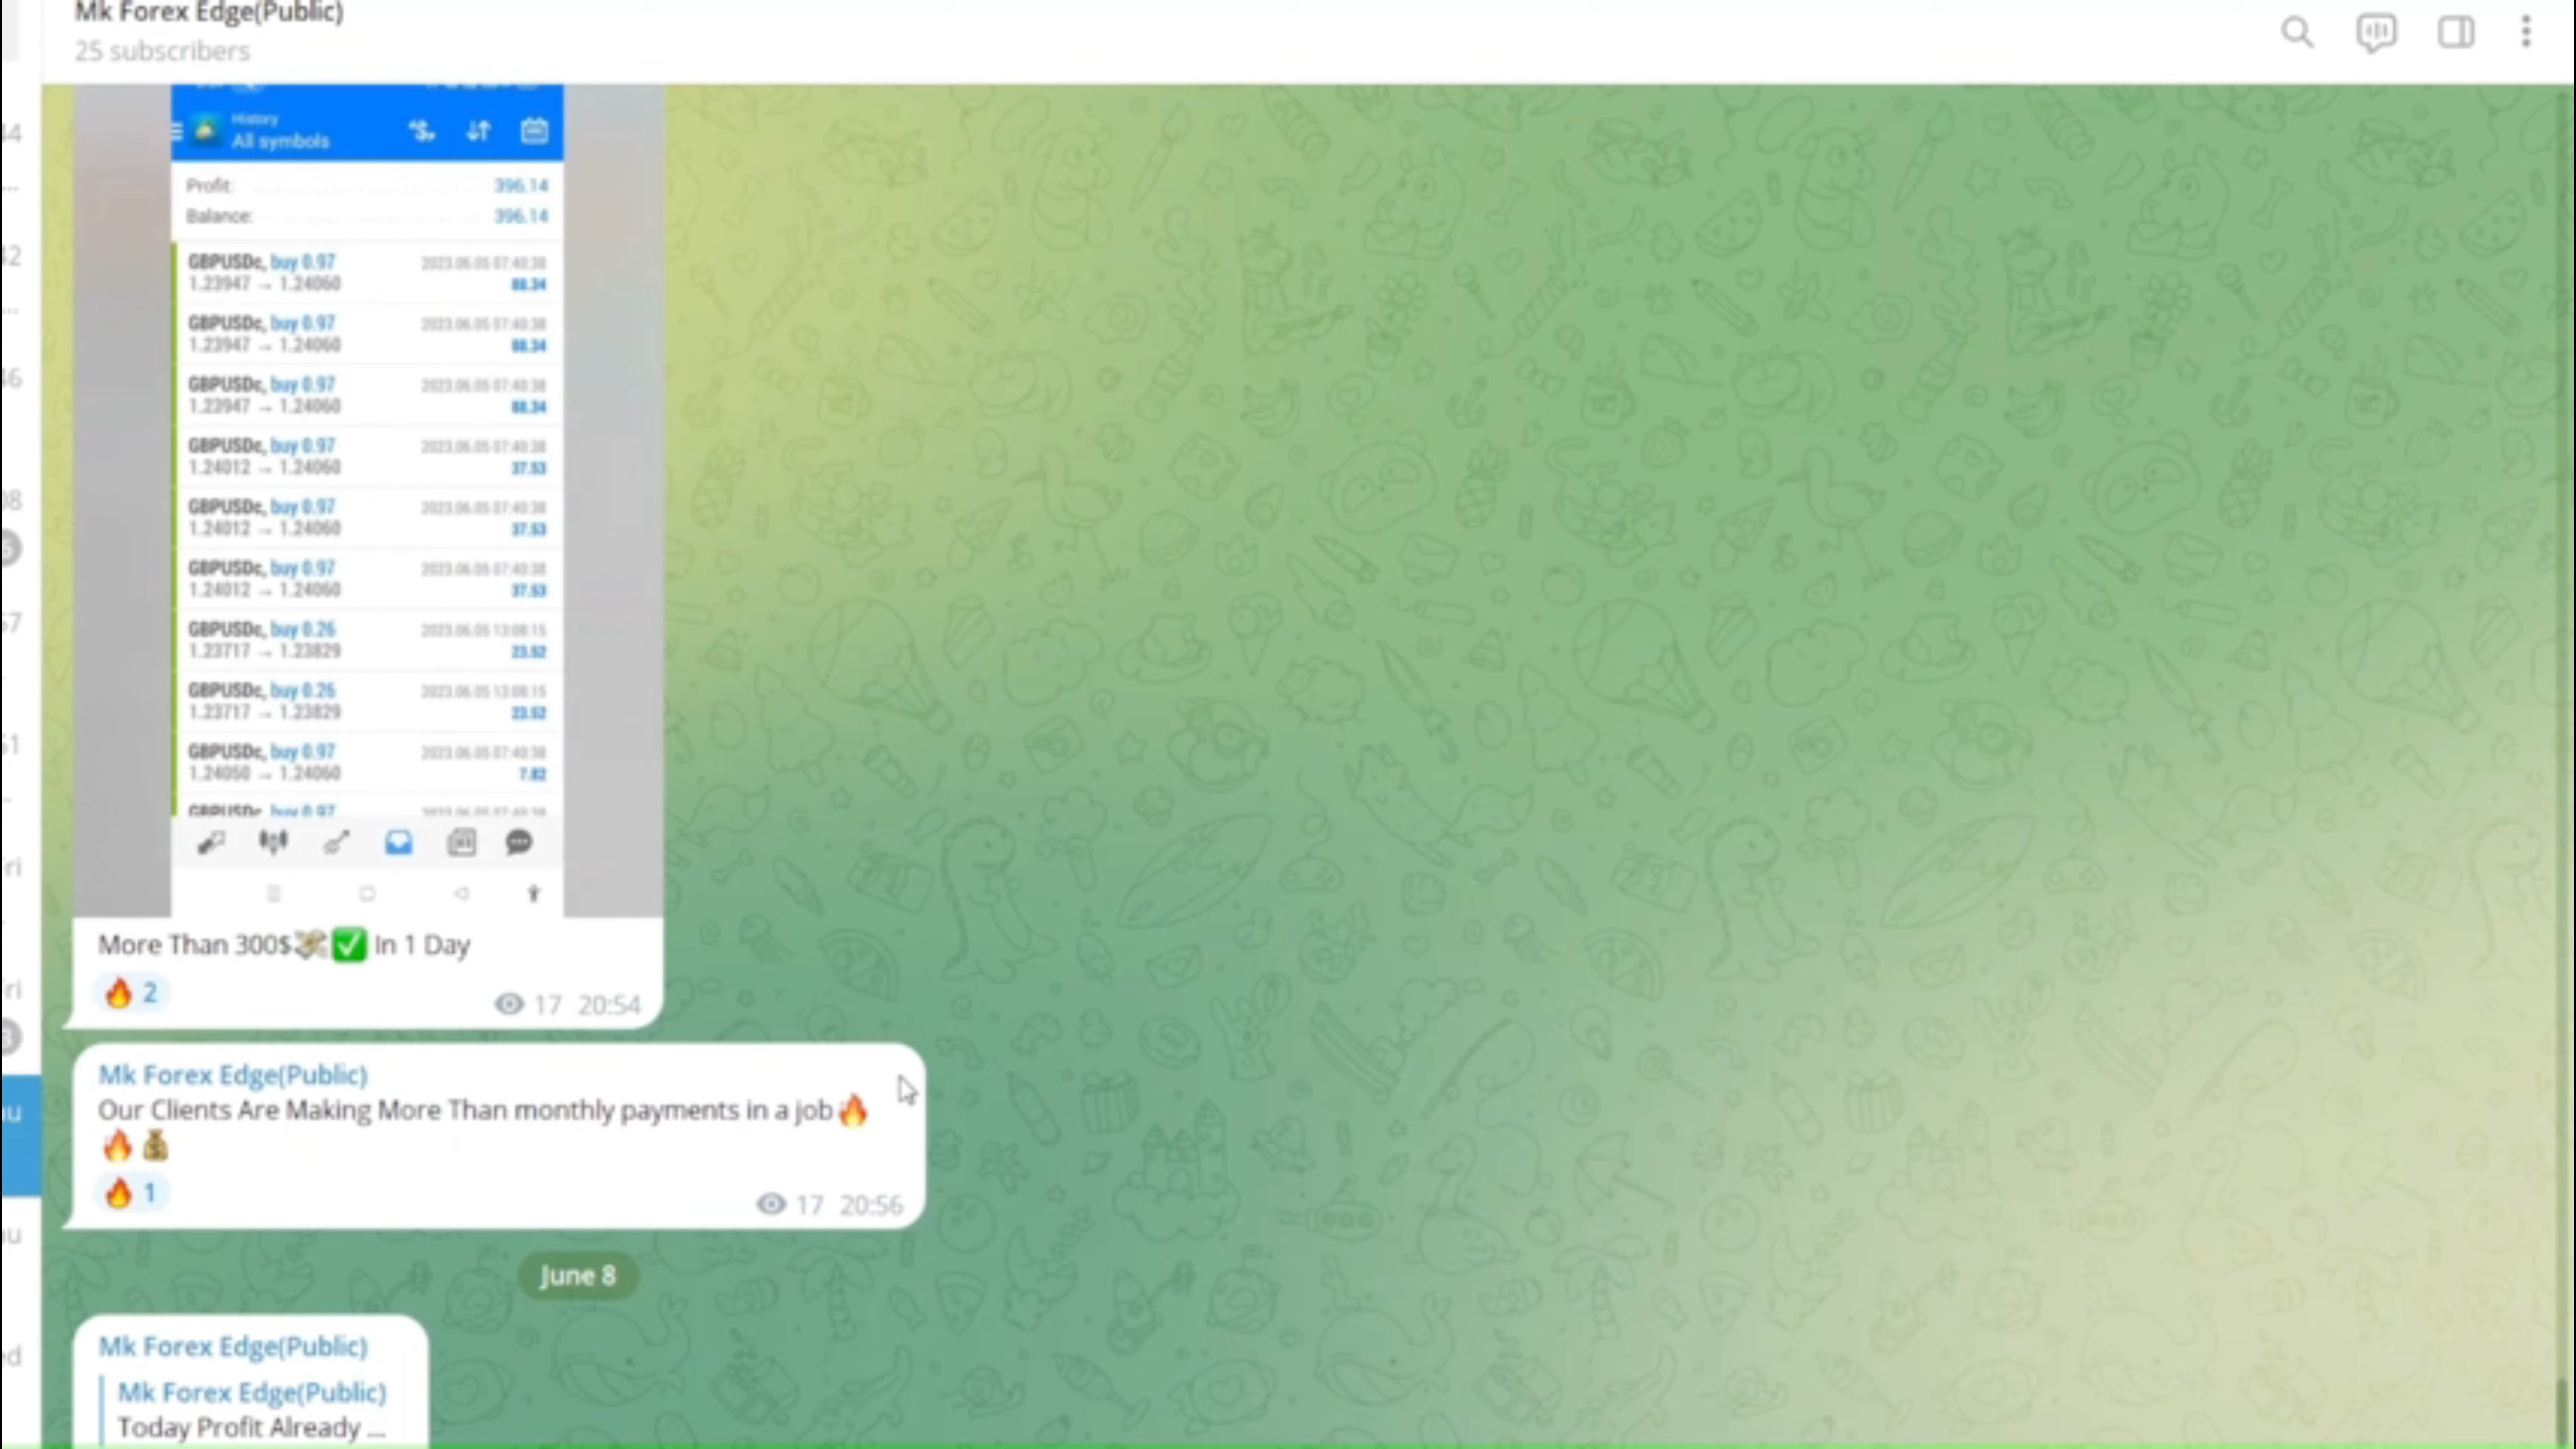 Mk Forex Edge(Public)
25 subscribers
History
All symbols
Profit: 396.14
Balance: 396.14
GBPUSDc, buy 0.97 2023.06.05 07:40:38
1.23947 → 1.24060 88.34
GBPUSDc, buy 0.97 2023.06.05 07:40:38
1.23947 → 1.24060 88.34
GBPUSDc, buy 0.97 2023.06.05 07:40:38
1.23947 → 1.24060 88.34
GBPUSDc, buy 0.97 2023.06.05 07:40:38
1.24012 → 1.24060 37.53
GBPUSDc, buy 0.97 2023.06.05 07:40:38
1.24012 → 1.24060 37.53
GBPUSDc, buy 0.97 2023.06.05 07:40:38
1.24012 → 1.24060 37.53
GBPUSDc, buy 0.26 2023.06.05 13:08:15
1.23717 → 1.23829 23.52
GBPUSDc, buy 0.26 2023.06.05 13:08:15
1.23717 → 1.23829 23.52
GBPUSDc, buy 0.97 2023.06.05 07:40:38
1.24050 → 1.24060 7.82
GBPUSDc, buy 0.97
More Than 300$💸✅ In 1 Day
🔥 2
17 20:54
Mk Forex Edge(Public)
Our Clients Are Making More Than monthly payments in a job🔥
🔥💰
🔥 1
17 20:56
June 8
Mk Forex Edge(Public)
Mk Forex Edge(Public)
Today Profit Already ...